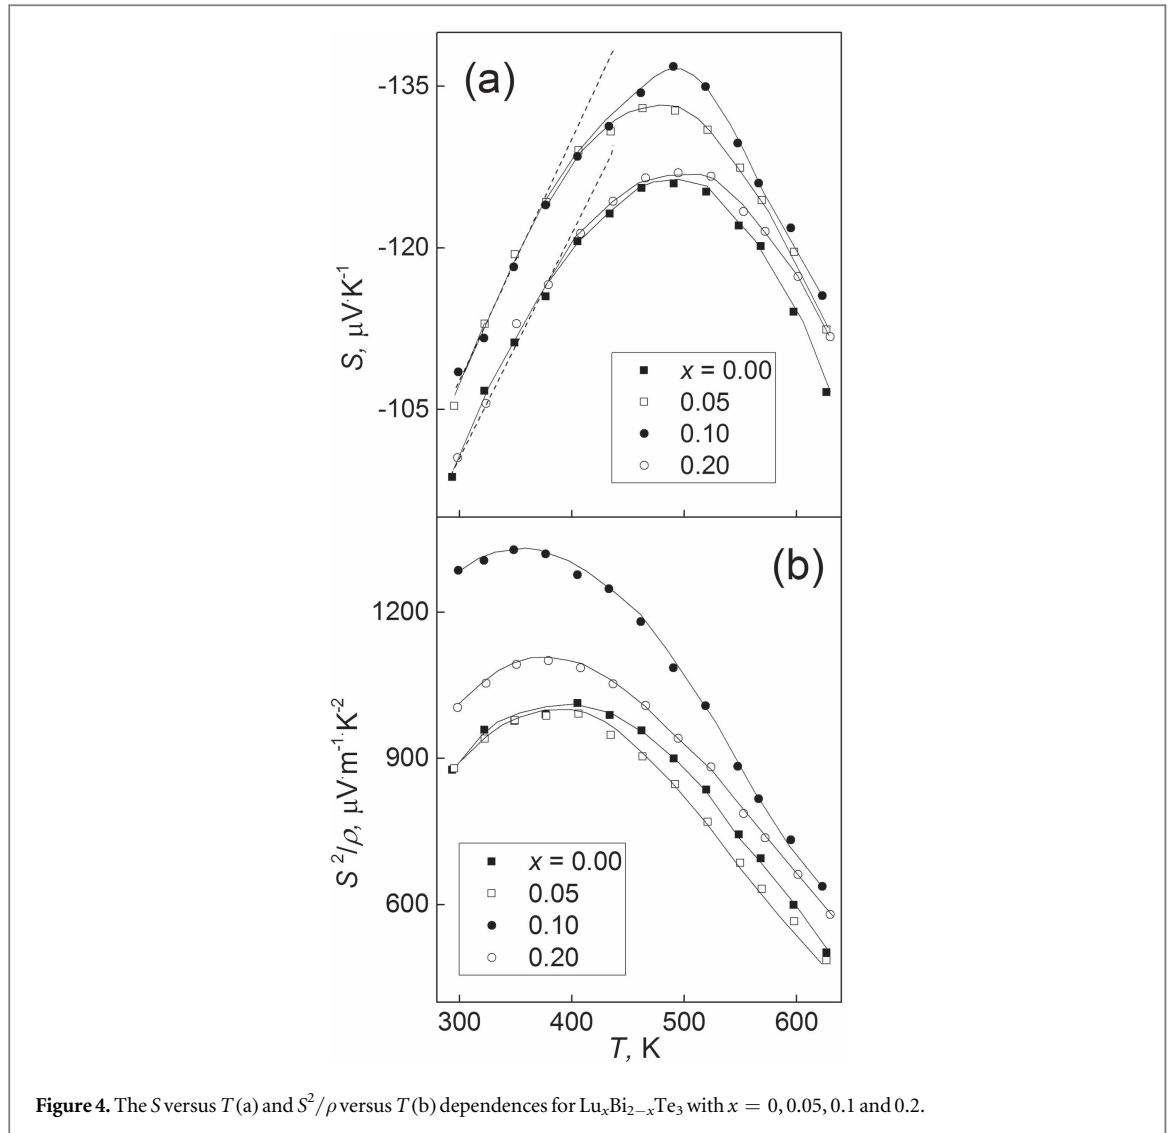 (a)
-135
-120
-105
S, μV·K⁻¹
x = 0.00
0.05
0.10
0.20
(b)
1200
900
600
S²/ρ, μV·m⁻¹·K⁻²
x = 0.00
0.05
0.10
0.20
300 400 500 600
T, K
Figure 4. The S versus T (a) and S²/ρ versus T (b) dependences for LuₓBi₂₋ₓTe₃ with x = 0, 0.05, 0.1 and 0.2.